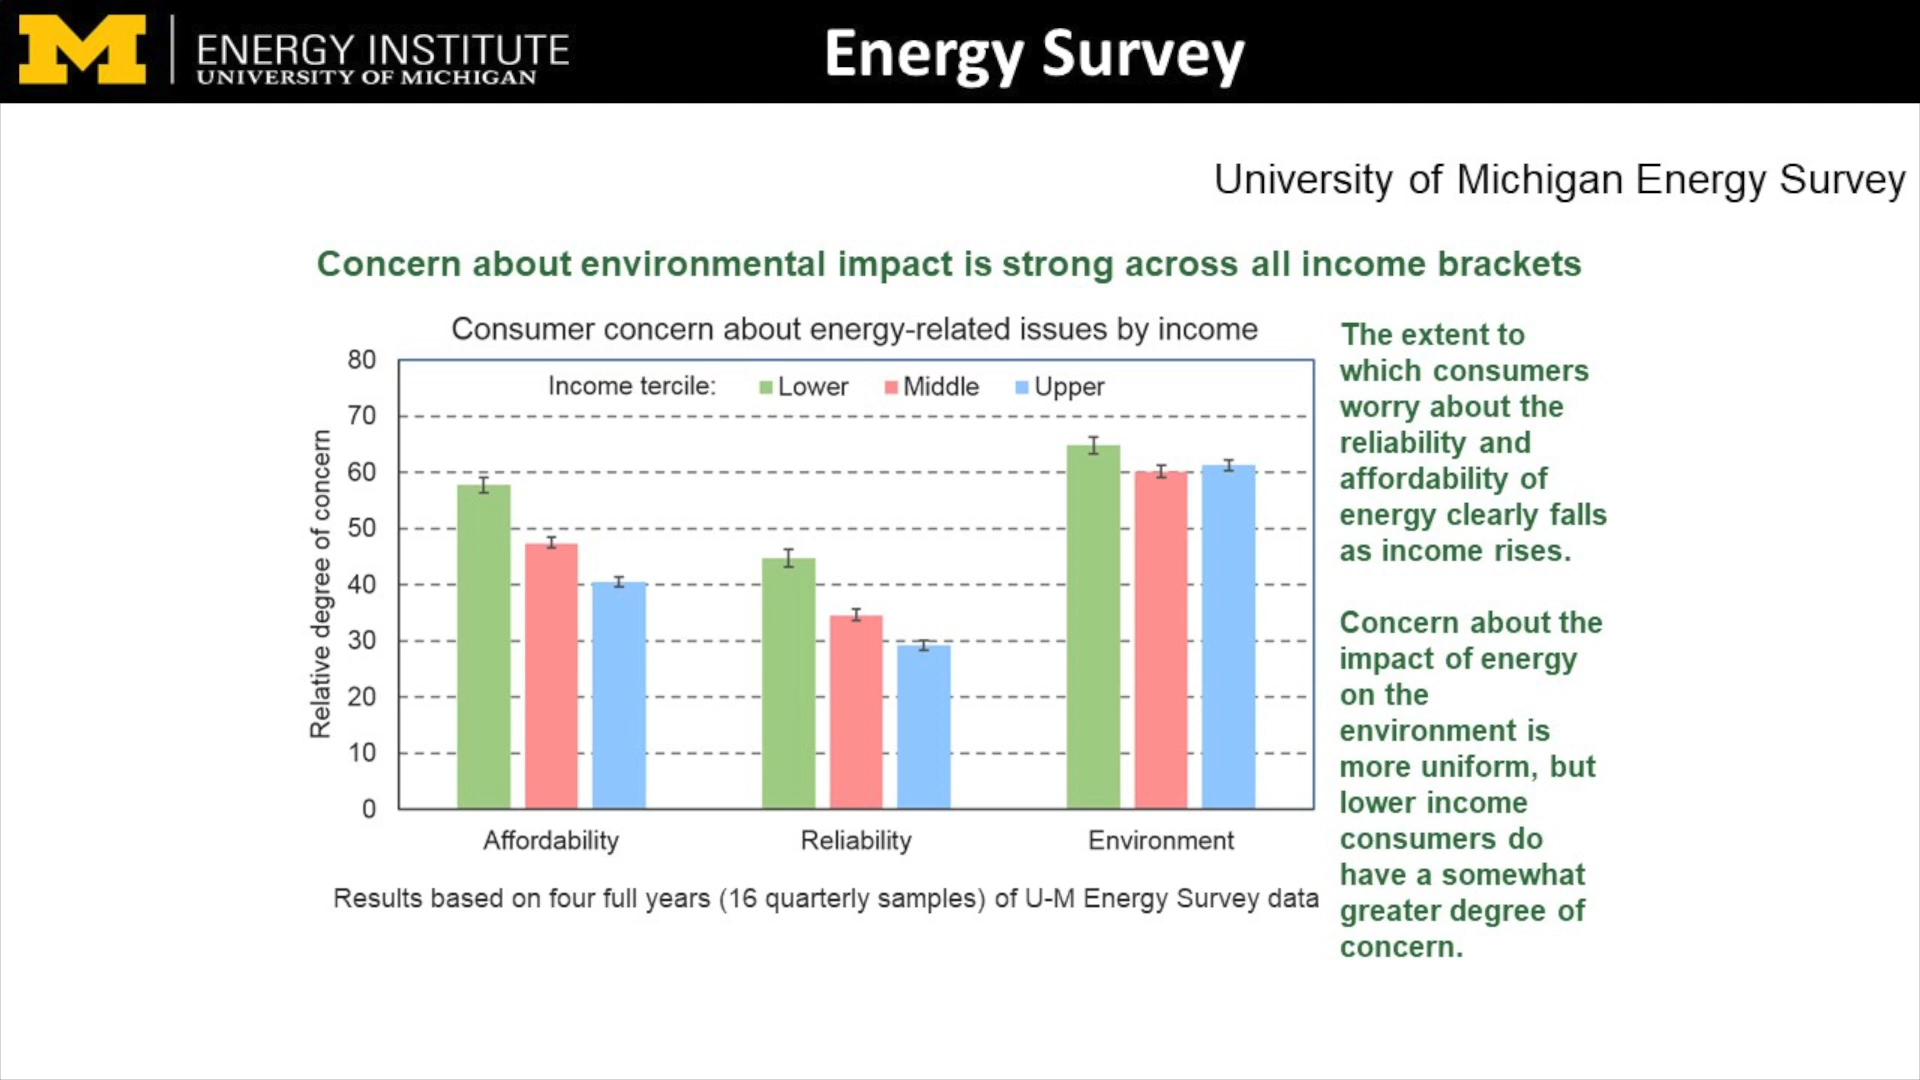 M
ENERGY INSTITUTE
UNIVERSITY OF MICHIGAN
Energy Survey
University of Michigan Energy Survey
Concern about environmental impact is strong across all income brackets
Consumer concern about energy-related issues by income
Income tercile: Lower Middle Upper
Relative degree of concern
80
70
60
50
40
30
20
10
0
Affordability Reliability Environment
Results based on four full years (16 quarterly samples) of U-M Energy Survey data
The extent to
which consumers
worry about the
reliability and
affordability of
energy clearly falls
as income rises.
Concern about the
impact of energy
on the
environment is
more uniform, but
lower income
consumers do
have a somewhat
greater degree of
concern.